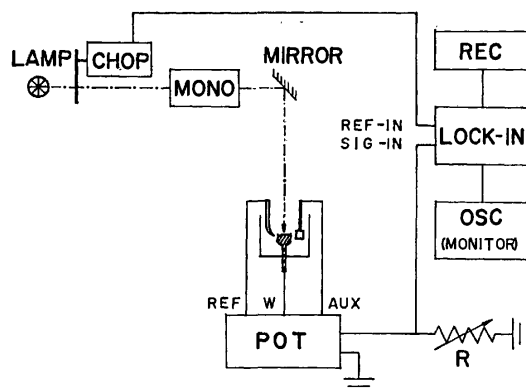 LAMP
CHOP
MONO
MIRROR
REC
REF-IN
SIG-IN
LOCK-IN
OSC
(MONITOR)
REF W AUX
POT
R